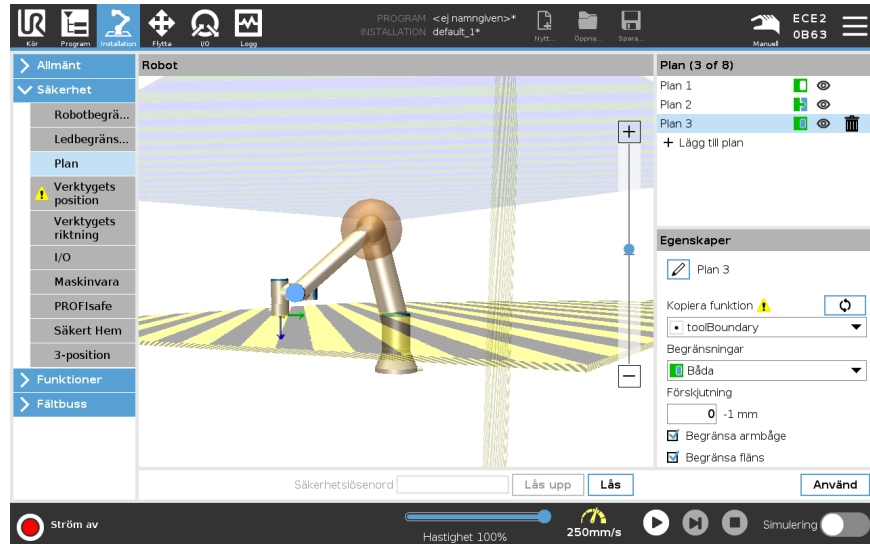 PROGRAM <ej namngiven>*
INSTALLATION default_1*
Kör
Program
Installation
Flytta
I/O
Logg
Nytt...
Öppna...
Spara...
Manuell
ECE2
0B63
Allmänt
Säkerhet
Robotbegrä...
Ledbegräns...
Plan
Verktygets
position
Verktygets
riktning
I/O
Maskinvara
PROFIsafe
Säkert Hem
3-position
Funktioner
Fältbuss
Robot
Plan (3 of 8)
Plan 1
Plan 2
Plan 3
+ Lägg till plan
Egenskaper
Plan 3
Kopiera funktion
toolBoundary
Begränsningar
Båda
Förskjutning
0 -1 mm
Begränsa armbåge
Begränsa fläns
Säkerhetslösenord
Lås upp
Lås
Använd
Ström av
Hastighet 100%
250mm/s
Simulering